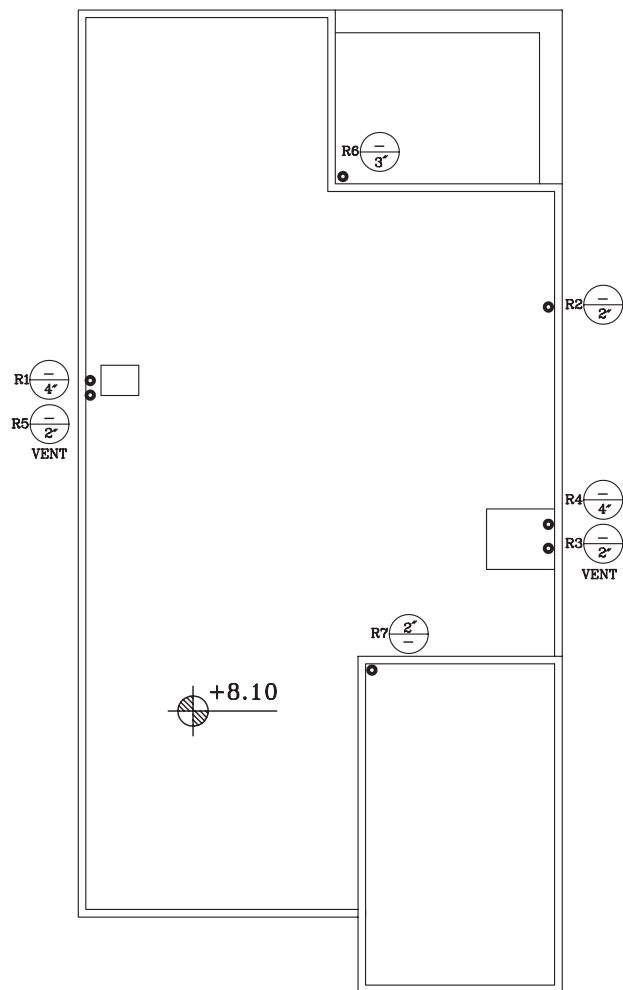 R6
–
3″
R2
–
2″
R1
–
4″
R5
–
2″
VENT
R4
–
4″
R3
–
2″
VENT
R7
2″
–
+8.10